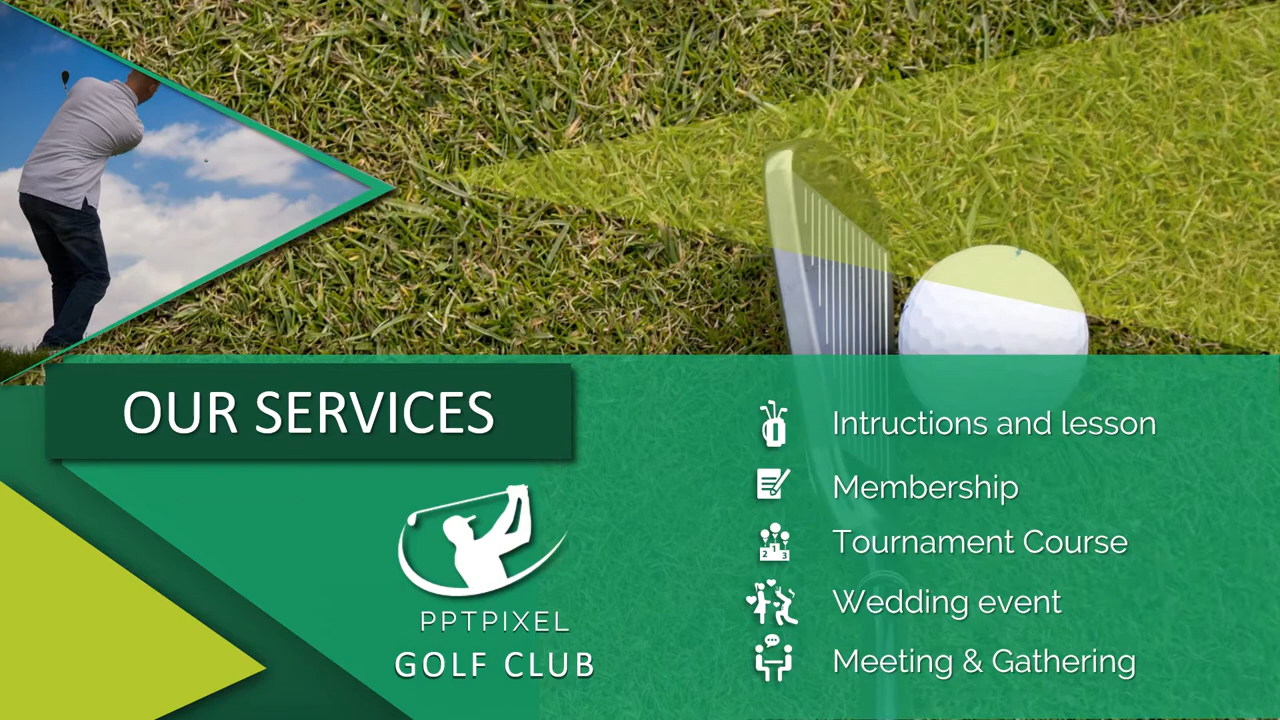 OUR SERVICES
PPTPIXEL
GOLF CLUB
Intructions and lesson
Membership
Tournament Course
Wedding event
Meeting & Gathering